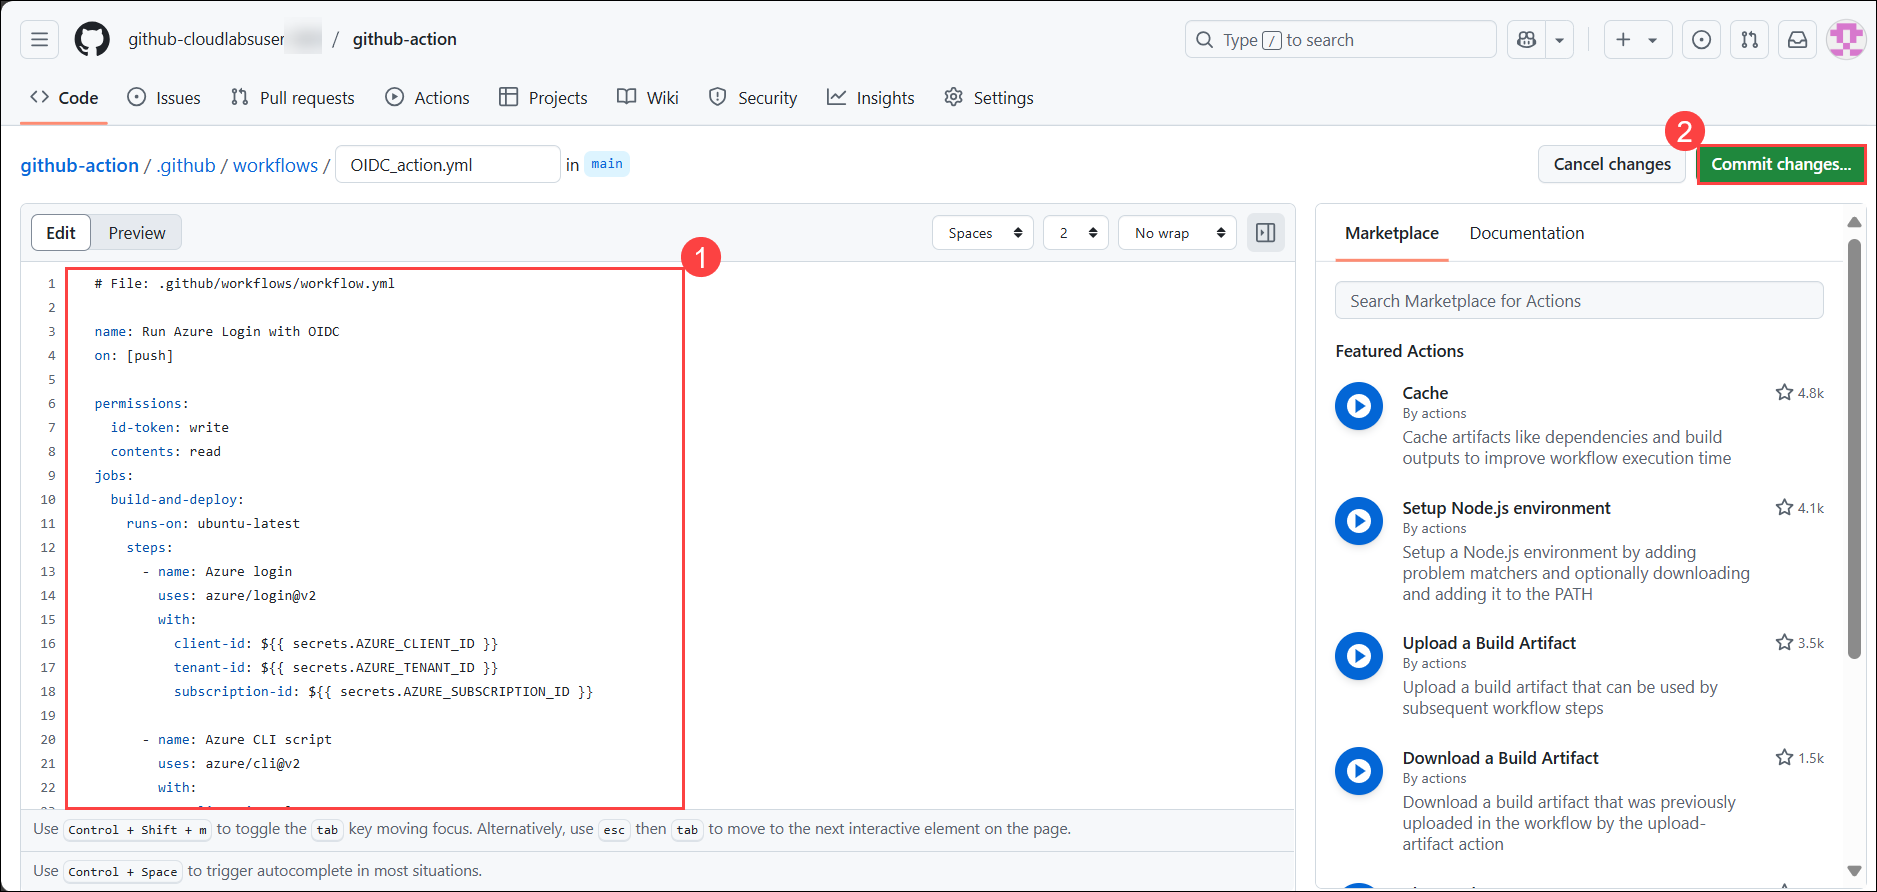 github-cloudlabsuser / github-action
Type / to search
Code Issues Pull requests Actions Projects Wiki Security Insights Settings
2
github-action / .github / workflows / OIDC_action.yml in main
Cancel changes Commit changes...
Edit Preview
Spaces 2 No wrap
1
1 # File: .github/workflows/workflow.yml
2
3 name: Run Azure Login with OIDC
4 on: [push]
5
6 permissions:
7 id-token: write
8 contents: read
9 jobs:
10 build-and-deploy:
11 runs-on: ubuntu-latest
12 steps:
13 - name: Azure login
14 uses: azure/login@v2
15 with:
16 client-id: ${{ secrets.AZURE_CLIENT_ID }}
17 tenant-id: ${{ secrets.AZURE_TENANT_ID }}
18 subscription-id: ${{ secrets.AZURE_SUBSCRIPTION_ID }}
19
20 - name: Azure CLI script
21 uses: azure/cli@v2
22 with:
Use Control + Shift + m to toggle the tab key moving focus. Alternatively, use esc then tab to move to the next interactive element on the page.
Use Control + Space to trigger autocomplete in most situations.
Marketplace Documentation
Search Marketplace for Actions
Featured Actions
Cache 4.8k
By actions
Cache artifacts like dependencies and build
outputs to improve workflow execution time
Setup Node.js environment 4.1k
By actions
Setup a Node.js environment by adding
problem matchers and optionally downloading
and adding it to the PATH
Upload a Build Artifact 3.5k
By actions
Upload a build artifact that can be used by
subsequent workflow steps
Download a Build Artifact 1.5k
By actions
Download a build artifact that was previously
uploaded in the workflow by the upload-
artifact action